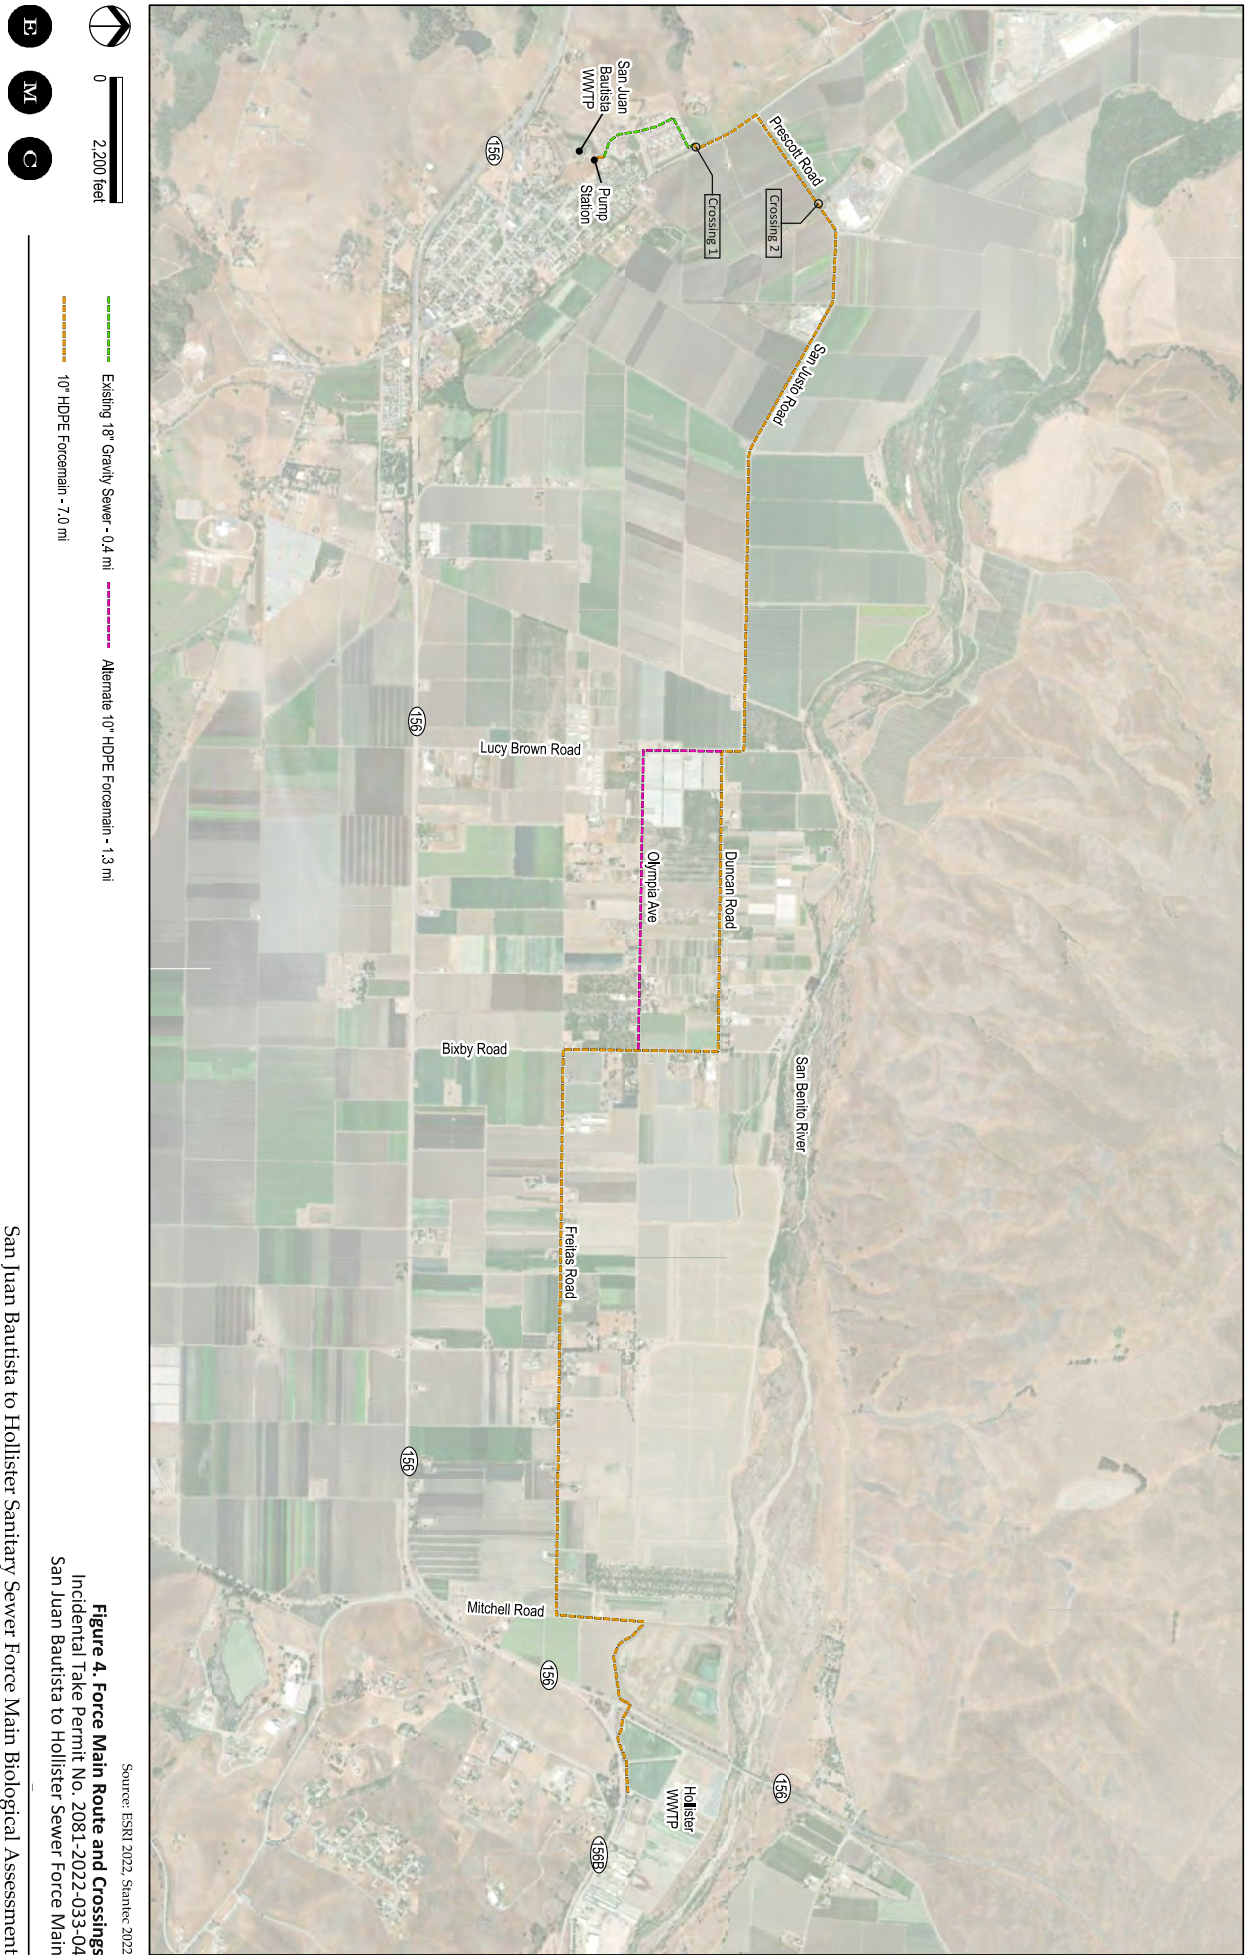 San Juan
Bautista
WWTP
Pump
Station
156
Prescott Road
Crossing 1
Crossing 2
San Justo Road
156
Lucy Brown Road
Olympia Ave
Duncan Road
Bixby Road
San Benito River
Freitas Road
156
Mitchell Road
156
Hollister
WWTP
156
156B
0 2,200 feet
Existing 18" Gravity Sewer - 0.4 mi
Alternate 10" HDPE Forcemain - 1.3 mi
10" HDPE Forcemain - 7.0 mi
Source: ESRI 2022, Stantec 2022
Figure 4. Force Main Route and Crossings
Incidental Take Permit No. 2081-2022-033-04
San Juan Bautista to Hollister Sewer Force Main
E M C
San Juan Bautista to Hollister Sanitary Sewer Force Main Biological Assessment